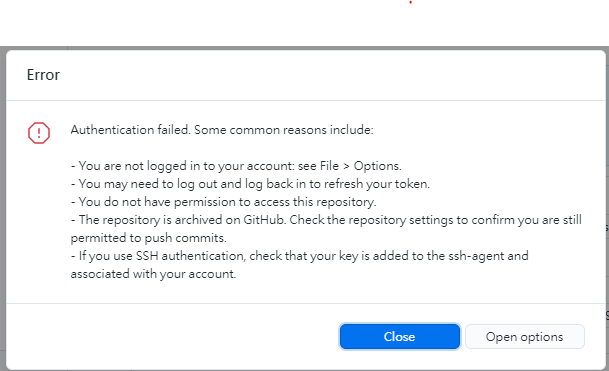 Error
Authentication failed. Some common reasons include:
- You are not logged in to your account: see File > Options.
- You may need to log out and log back in to refresh your token.
- You do not have permission to access this repository.
- The repository is archived on GitHub. Check the repository settings to confirm you are still
permitted to push commits.
- If you use SSH authentication, check that your key is added to the ssh-agent and
associated with your account.
Close
Open options